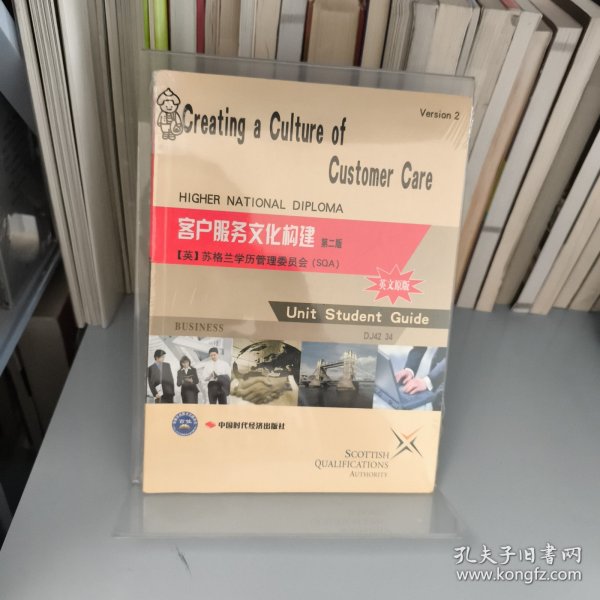 Version 2
Creating a Culture of
Customer Care
HIGHER NATIONAL DIPLOMA
客户服务文化构建 第二版
【英】苏格兰学历管理委员会(SQA)
英文原版
Unit Student Guide
DJ42 34
BUSINESS
中国时代经济出版社
SCOTTISH
QUALIFICATIONS
AUTHORITY
孔夫子旧书网
www.kongfz.com